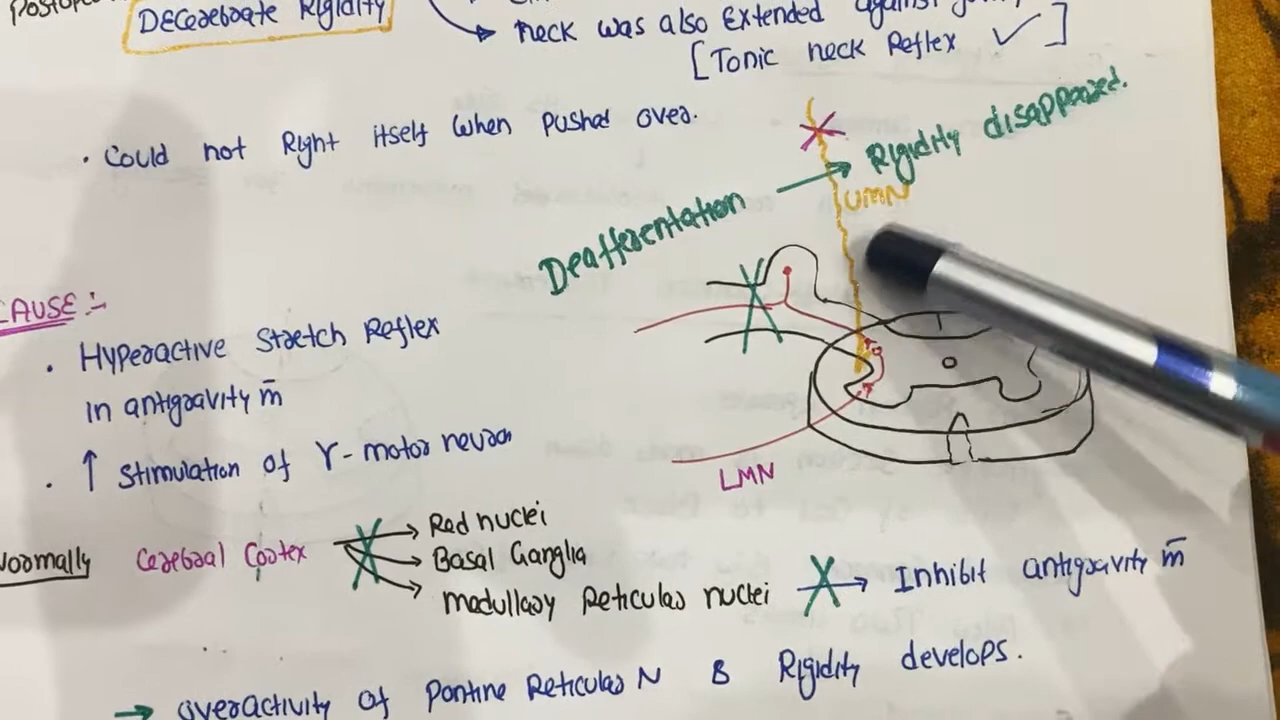 Decerebrate Rigidity
neck was also Extended against
[Tonic neck Reflex ✓]
· Could not Right itself when pushed over.
Deafferentation → Rigidity disappeared.
UMN
CAUSE :-
· Hyperactive Stretch Reflex
in antigravity m̄
· ↑ Stimulation of γ-motor neuron
LMN
Normally Cerebral Cortex → Red nuclei
→ Basal Ganglia
→ medullary Reticular nuclei → Inhibit antigravity m̄
→ overactivity of Pontine Reticular N & Rigidity develops.